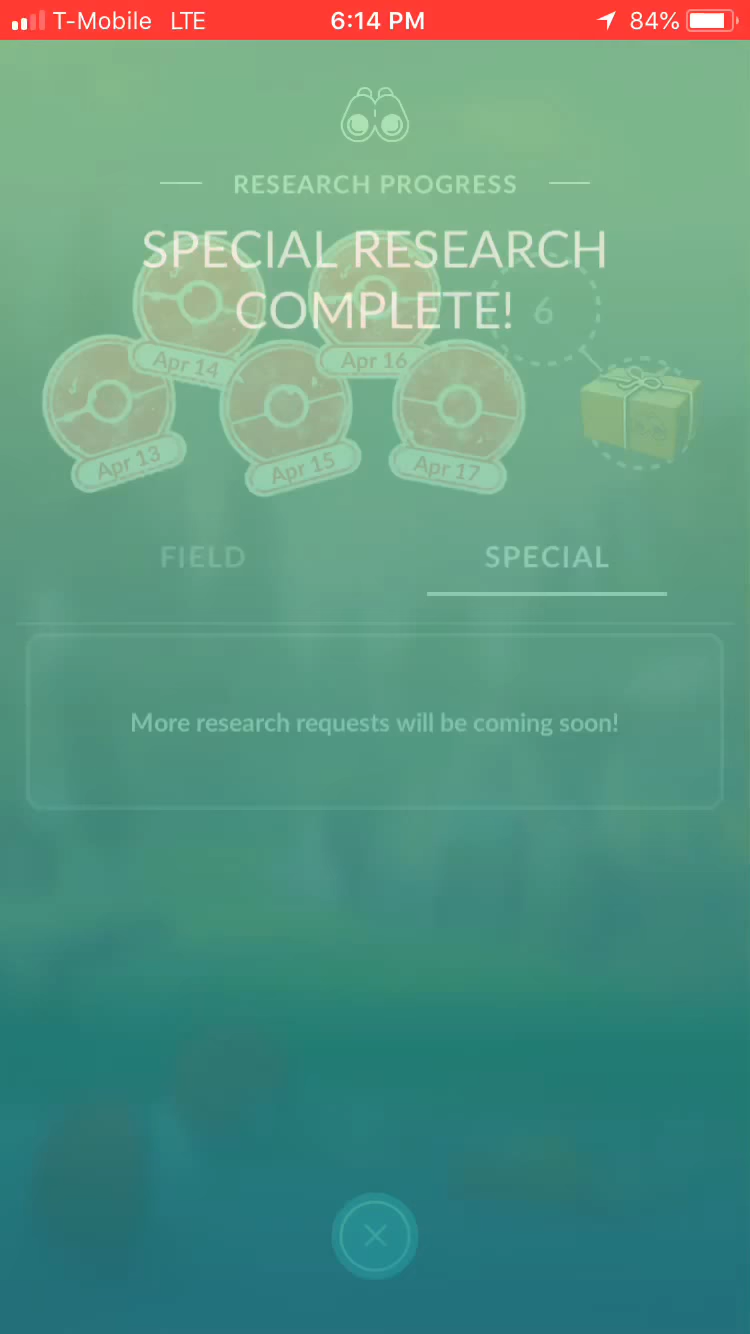 T-Mobile LTE 6:14 PM 84%
RESEARCH PROGRESS
SPECIAL RESEARCH
COMPLETE!
6
Apr 14
Apr 16
Apr 13
Apr 15
Apr 17
FIELD SPECIAL
More research requests will be coming soon!